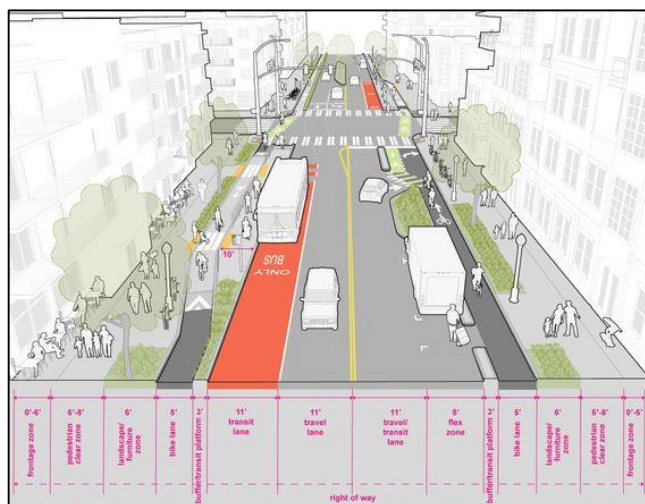 10'
ONLY
BUS
0'-6'
frontage zone
6'-8'
pedestrian
clear zone
6'
landscape/
furniture
zone
5'
bike lane
3'
buffer/transit platform
11'
transit
lane
11'
travel
lane
11'
travel/
transit
lane
8'
flex
zone
3'
buffer/transit platform
5'
bike lane
6'
landscape/
furniture
zone
6'-8'
pedestrian
clear zone
0'-6'
frontage zone
right of way